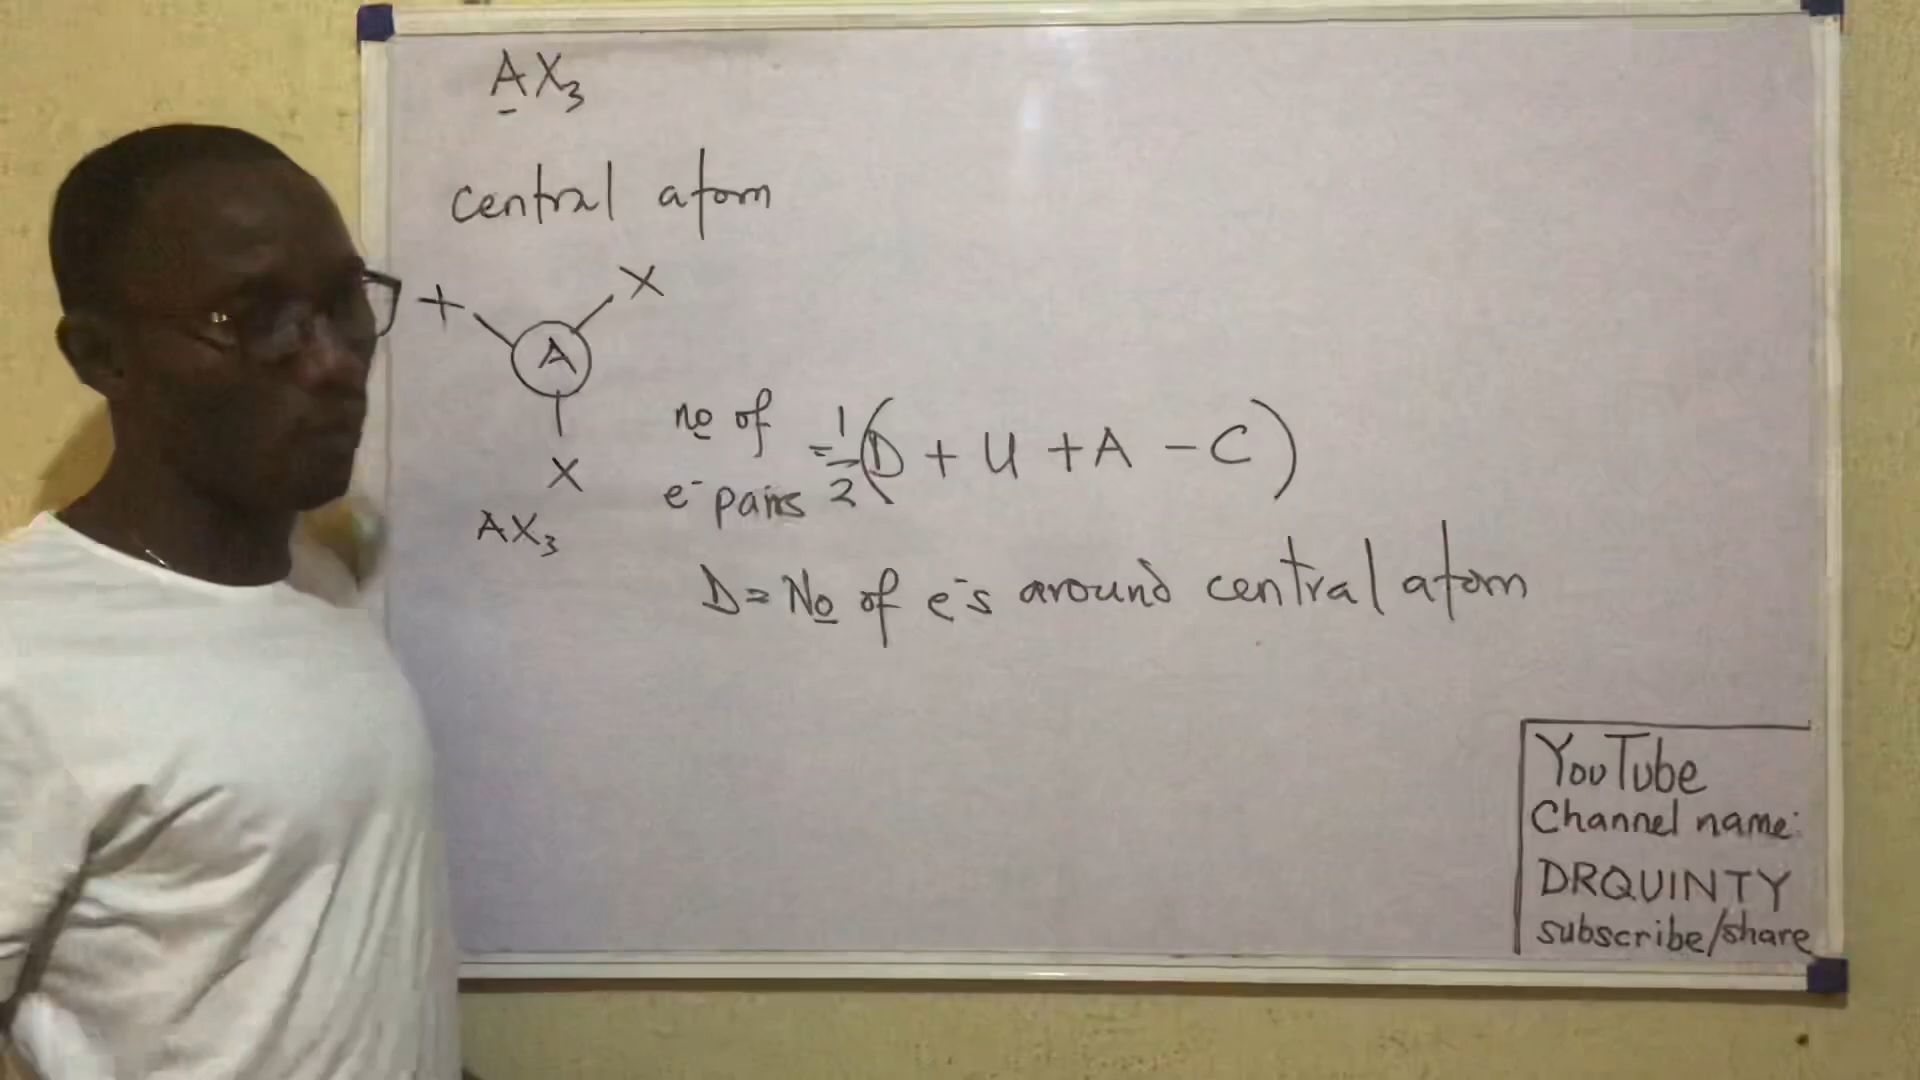 AX₃
central atom
X X
A
X
AX₃
no of
e⁻ pairs = 1/2 (D + U + A - C)
D = No of e⁻s around central atom
YouTube
Channel name:
DRQUINTY
subscribe/share